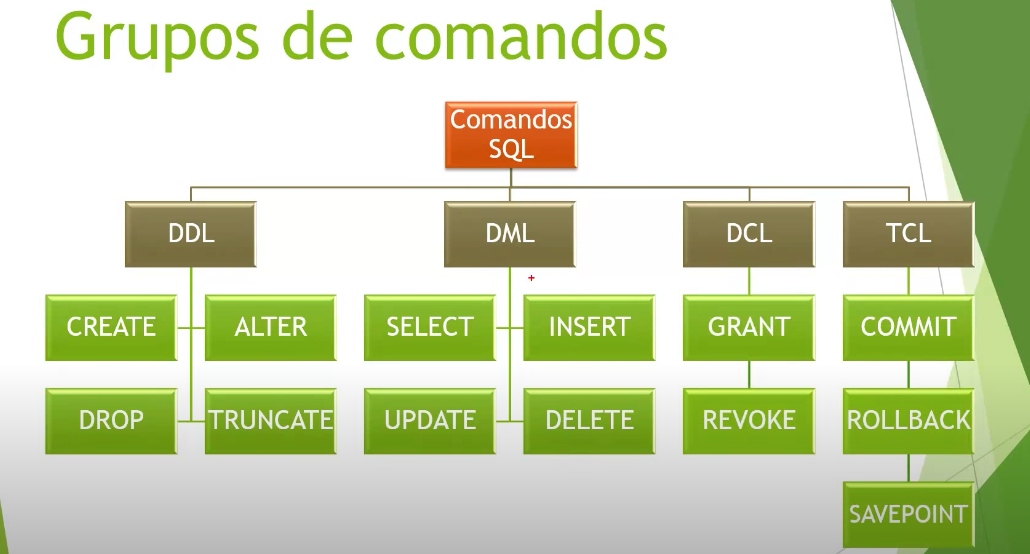 Grupos de comandos
Comandos
SQL
DDL
DML
DCL
TCL
CREATE
ALTER
SELECT
INSERT
GRANT
COMMIT
DROP
TRUNCATE
UPDATE
DELETE
REVOKE
ROLLBACK
SAVEPOINT